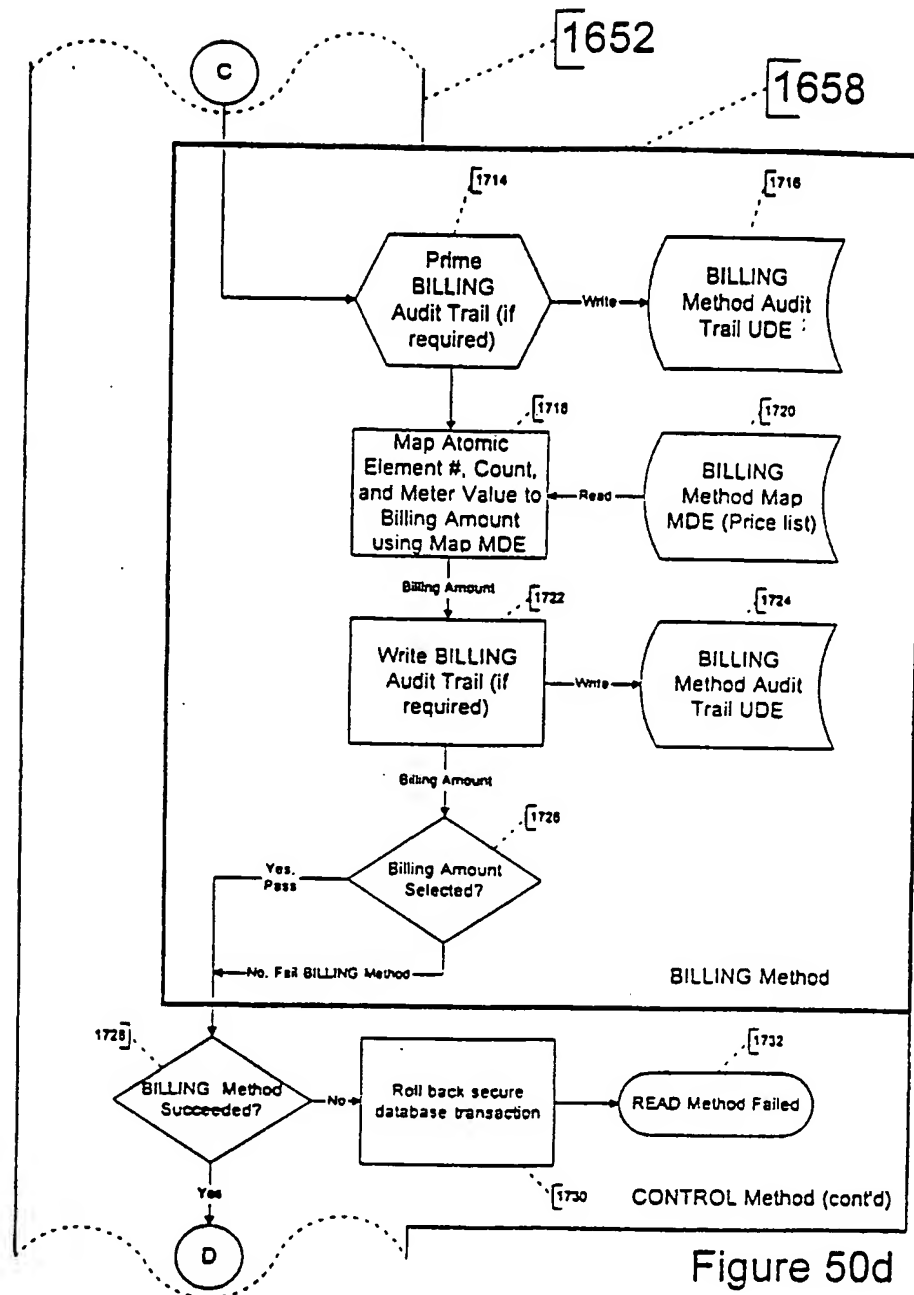 1652
C
1658
1714
1716
Prime
BILLING
Audit Trail (if
required)
Write
BILLING
Method Audit
Trail UDE
1718
1720
Map Atomic
Element #, Count,
and Meter Value to
Billing Amount
using Map MDE
Read
BILLING
Method Map
MDE (Price list)
Billing Amount
1722
1724
Write BILLING
Audit Trail (if
required)
Write
BILLING
Method Audit
Trail UDE
Billing Amount
1726
Yes,
Pass
Billing Amount
Selected?
No. Fail BILLING Method
BILLING Method
1728
1732
BILLING Method
Succeeded?
No
Roll back secure
database transaction
READ Method Failed
Yes
1730
CONTROL Method (cont'd)
D
Figure 50d